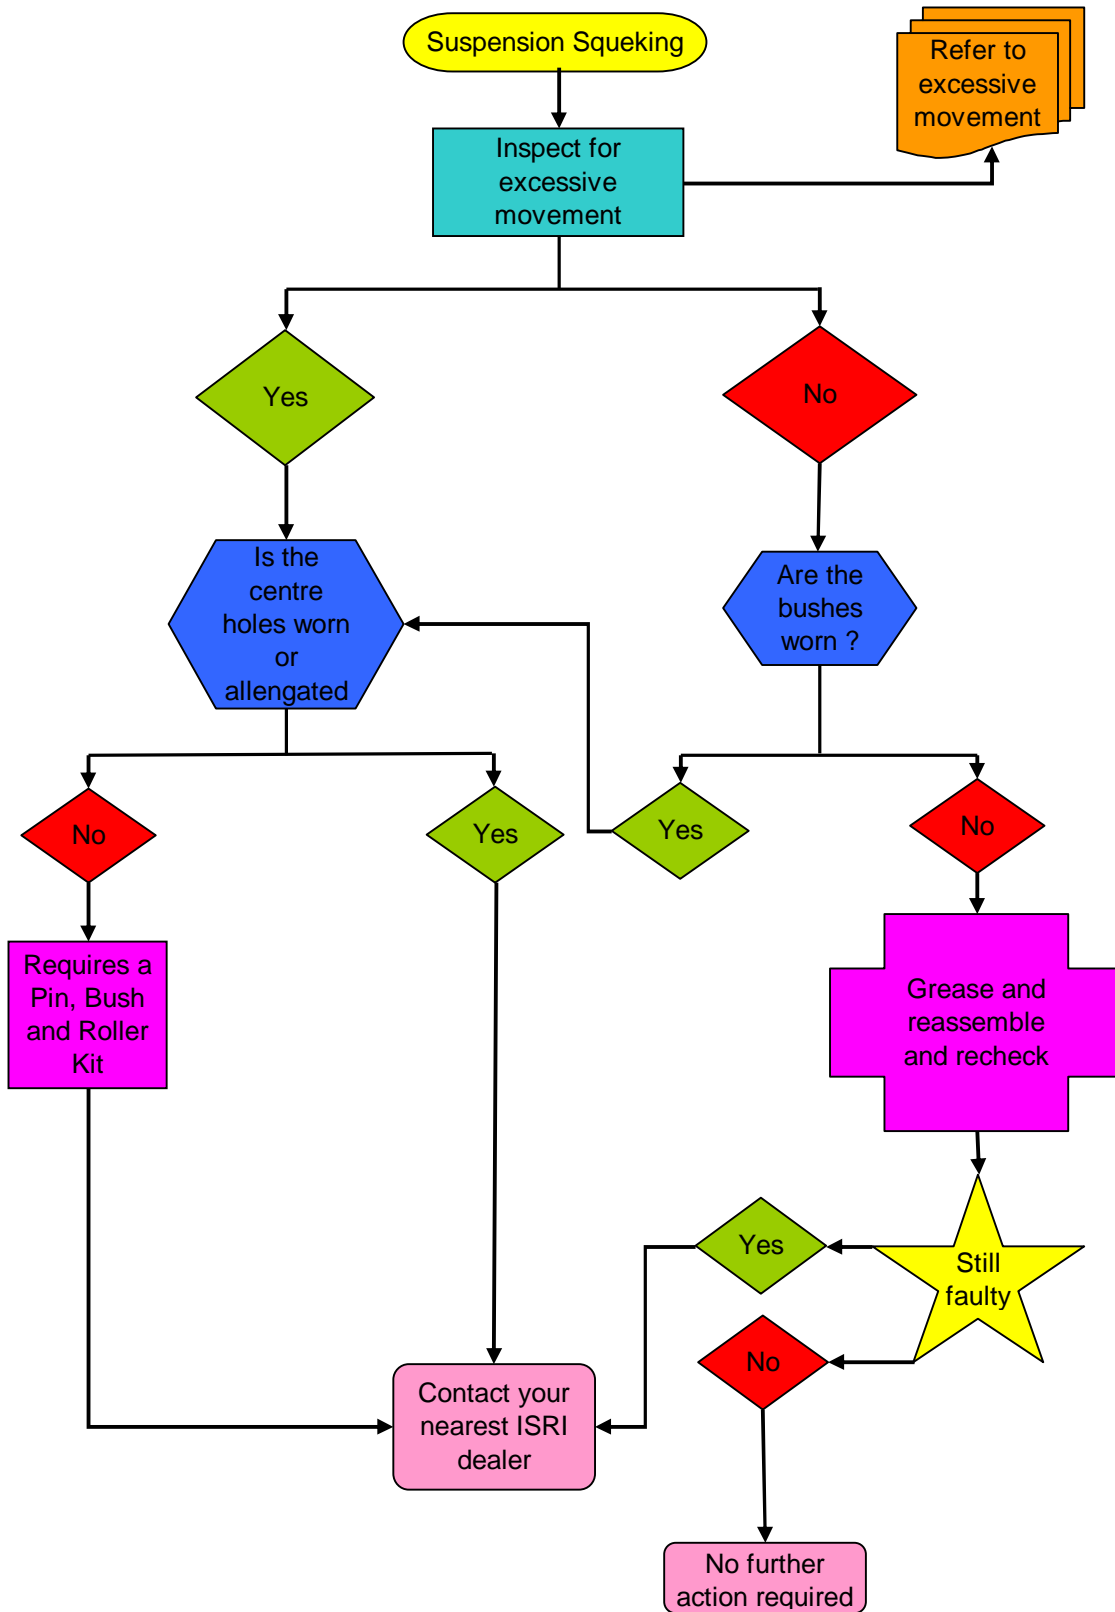 Suspension Squeking
Refer to
excessive
movement
Inspect for
excessive
movement
Yes
No
Is the
centre
holes worn
or
allengated
Are the
bushes
worn ?
No
Yes
Yes
No
Requires a
Pin, Bush
and Roller
Kit
Grease and
reassemble
and recheck
Yes
Still
faulty
No
Contact your
nearest ISRI
dealer
No further
action required